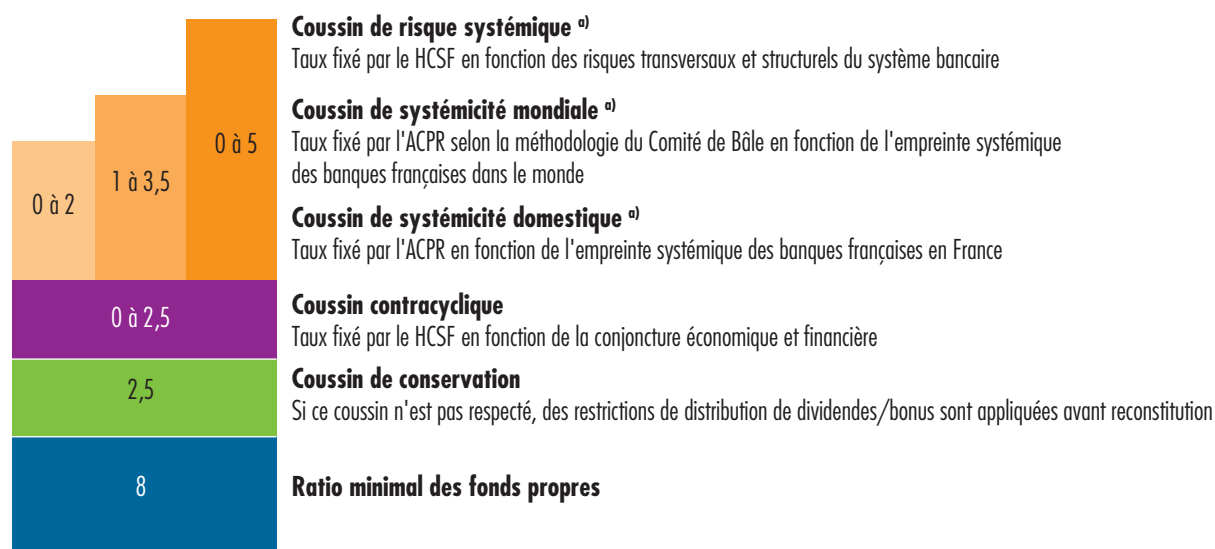 Coussin de risque systémique a)
Taux fixé par le HCSF en fonction des risques transversaux et structurels du système bancaire
Coussin de systémicité mondiale a)
Taux fixé par l'ACPR selon la méthodologie du Comité de Bâle en fonction de l'empreinte systémique
des banques françaises dans le monde
0 à 5
1 à 3,5
0 à 2
Coussin de systémicité domestique a)
Taux fixé par l'ACPR en fonction de l'empreinte systémique des banques françaises en France
0 à 2,5
Coussin contracyclique
Taux fixé par le HCSF en fonction de la conjoncture économique et financière
2,5
Coussin de conservation
Si ce coussin n'est pas respecté, des restrictions de distribution de dividendes/bonus sont appliquées avant reconstitution
8
Ratio minimal des fonds propres